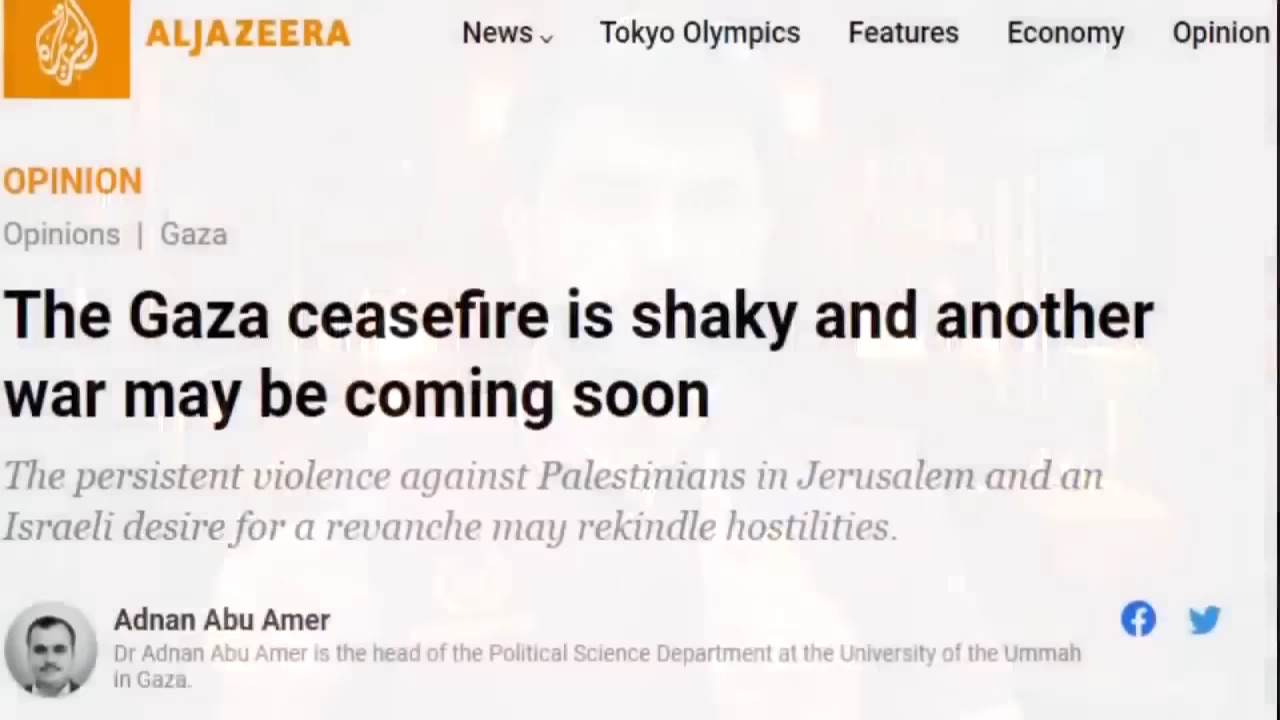 ALJAZEERA
News Tokyo Olympics Features Economy Opinion
OPINION
Opinions | Gaza
The Gaza ceasefire is shaky and another
war may be coming soon
The persistent violence against Palestinians in Jerusalem and an
Israeli desire for a revanche may rekindle hostilities.
Adnan Abu Amer
Dr Adnan Abu Amer is the head of the Political Science Department at the University of the Ummah
in Gaza.